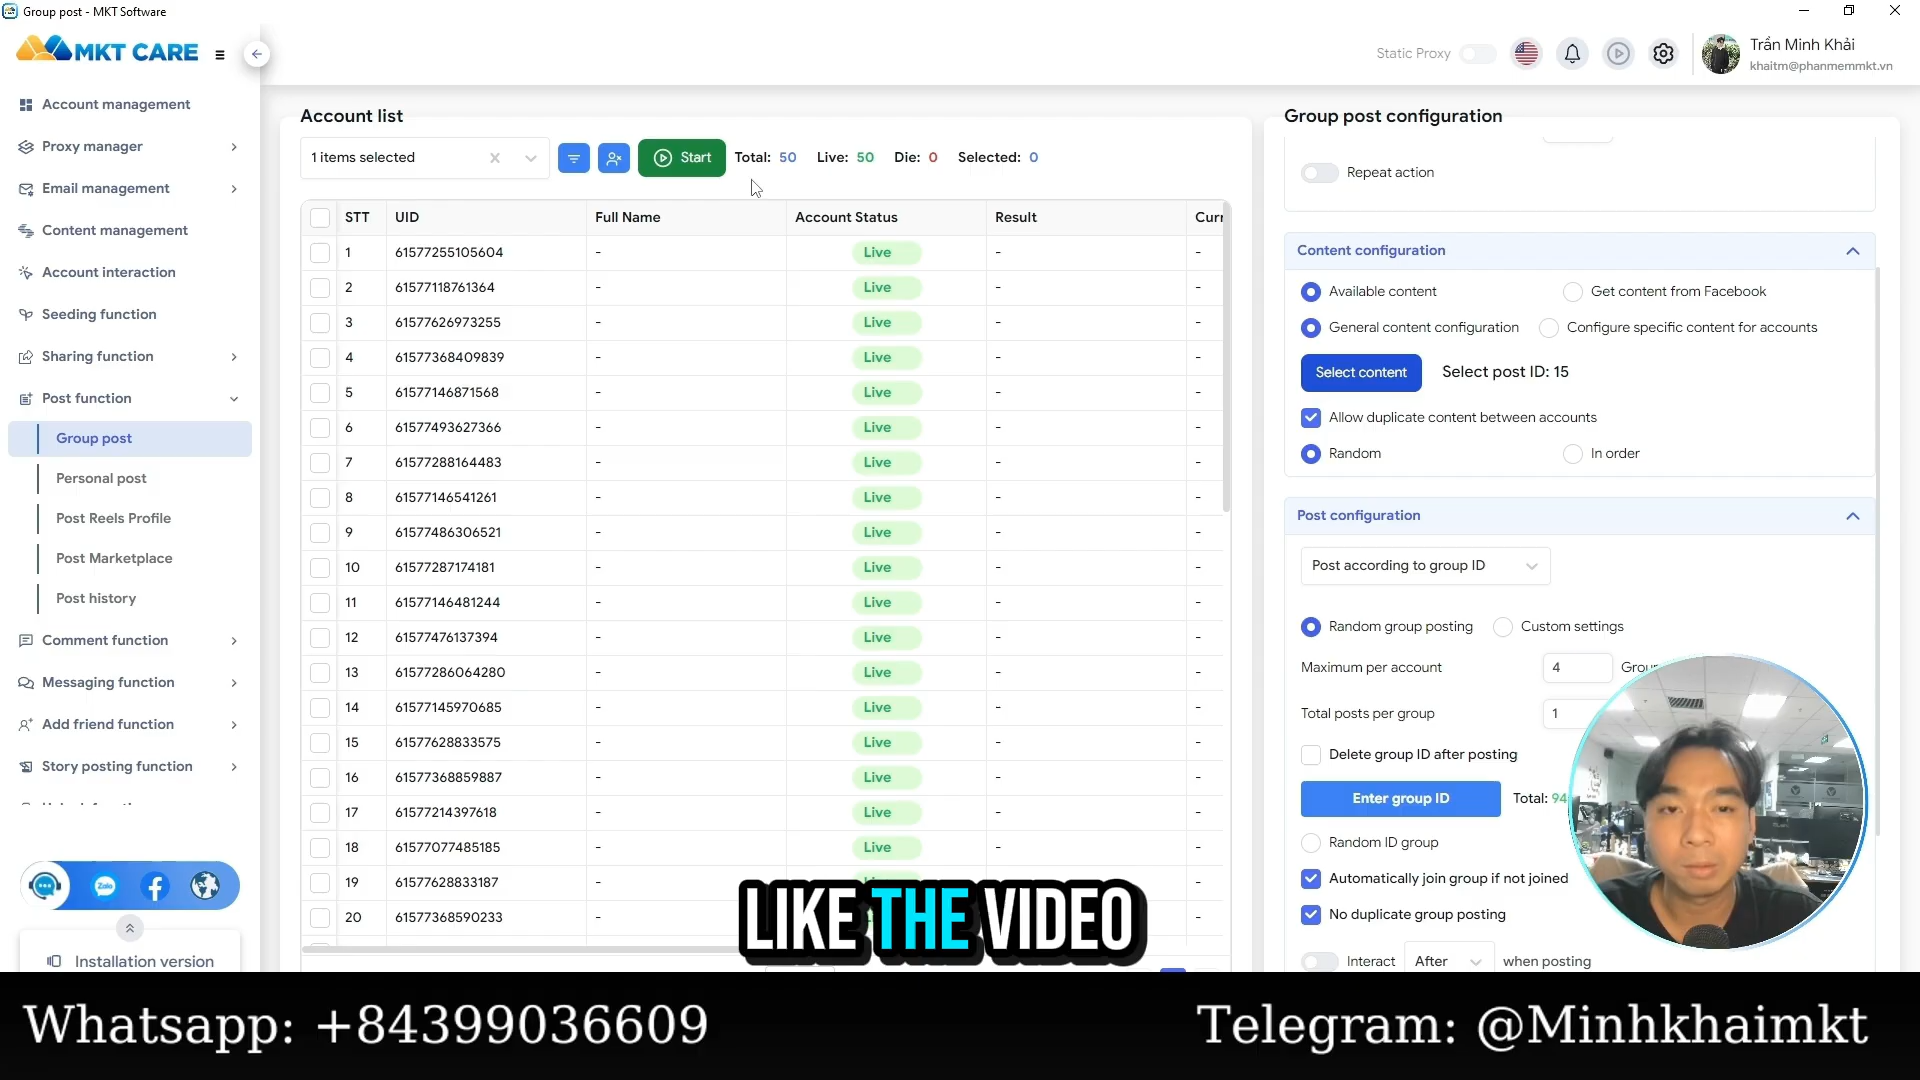 Group post - MKT Software
MKT CARE
Static Proxy
Trần Minh Khải
khaitm@phanmemmkt.vn
Account management
Proxy manager
Email management
Content management
Account interaction
Seeding function
Sharing function
Post function
Group post
Personal post
Post Reels Profile
Post Marketplace
Post history
Comment function
Messaging function
Add friend function
Story posting function
Zalo
Installation version
Account list
1 items selected
Start
Total: 50 Live: 50 Die: 0 Selected: 0
STT UID Full Name Account Status Result Curr
1 61577255105604 - Live - -
2 61577118761364 - Live - -
3 61577626973255 - Live - -
4 61577368409839 - Live - -
5 61577146871568 - Live - -
6 61577493627366 - Live - -
7 61577288164483 - Live - -
8 61577146541261 - Live - -
9 61577486306521 - Live - -
10 61577287174181 - Live - -
11 61577146481244 - Live - -
12 61577476137394 - Live - -
13 61577286064280 - Live - -
14 61577145970685 - Live - -
15 61577628833575 - Live - -
16 61577368859887 - Live - -
17 61577214397618 - Live - -
18 61577077485185 - Live - -
19 61577628833187 - - -
20 61577368590233 - - -
Group post configuration
Repeat action
Content configuration
Available content
Get content from Facebook
General content configuration
Configure specific content for accounts
Select content
Select post ID: 15
Allow duplicate content between accounts
Random
In order
Post configuration
Post according to group ID
Random group posting
Custom settings
Maximum per account
4
Total posts per group
1
Delete group ID after posting
Enter group ID
Total: 94
Random ID group
Automatically join group if not joined
No duplicate group posting
Interact
After
when posting
LIKE THE VIDEO
Whatsapp: +84399036609
Telegram: @Minhkhaimkt